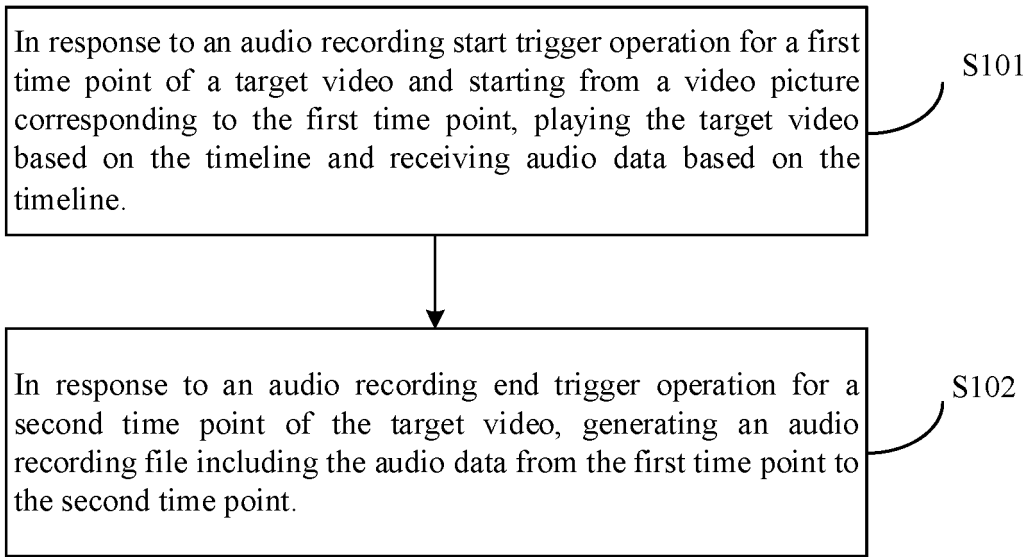 In response to an audio recording start trigger operation for a first
time point of a target video and starting from a video picture
corresponding to the first time point, playing the target video
based on the timeline and receiving audio data based on the
timeline.
S101
In response to an audio recording end trigger operation for a
second time point of the target video, generating an audio
recording file including the audio data from the first time point to
the second time point.
S102